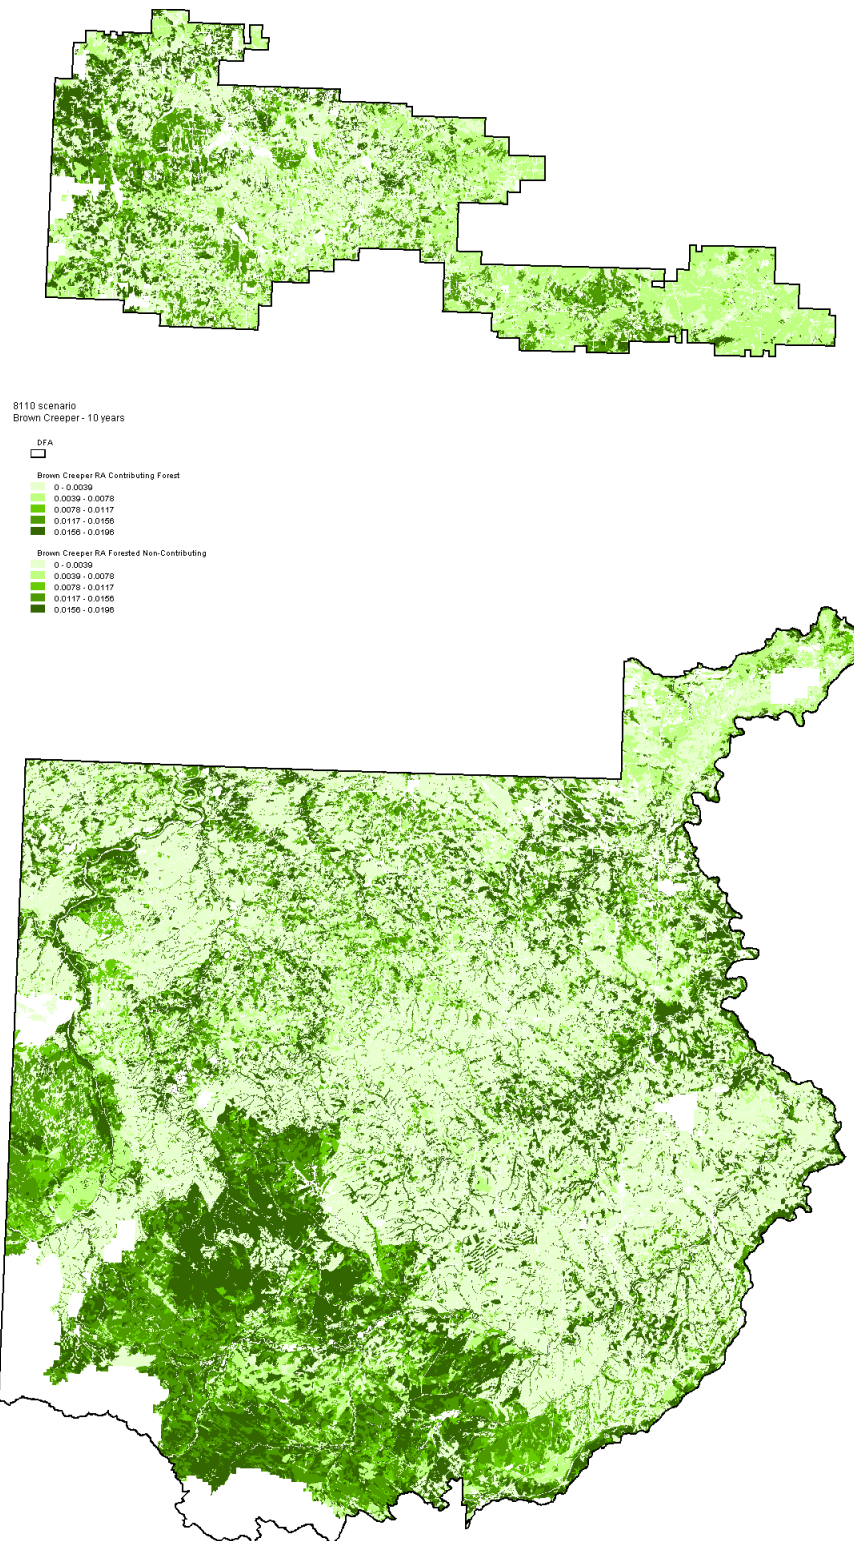 8110 scenario
Brown Creeper - 10 years
DFA
Brown Creeper RA Contributing Forest
0 - 0.0039
0.0039 - 0.0078
0.0078 - 0.0117
0.0117 - 0.0156
0.0156 - 0.0196
Brown Creeper RA Forested Non-Contributing
0 - 0.0039
0.0039 - 0.0078
0.0078 - 0.0117
0.0117 - 0.0156
0.0156 - 0.0196